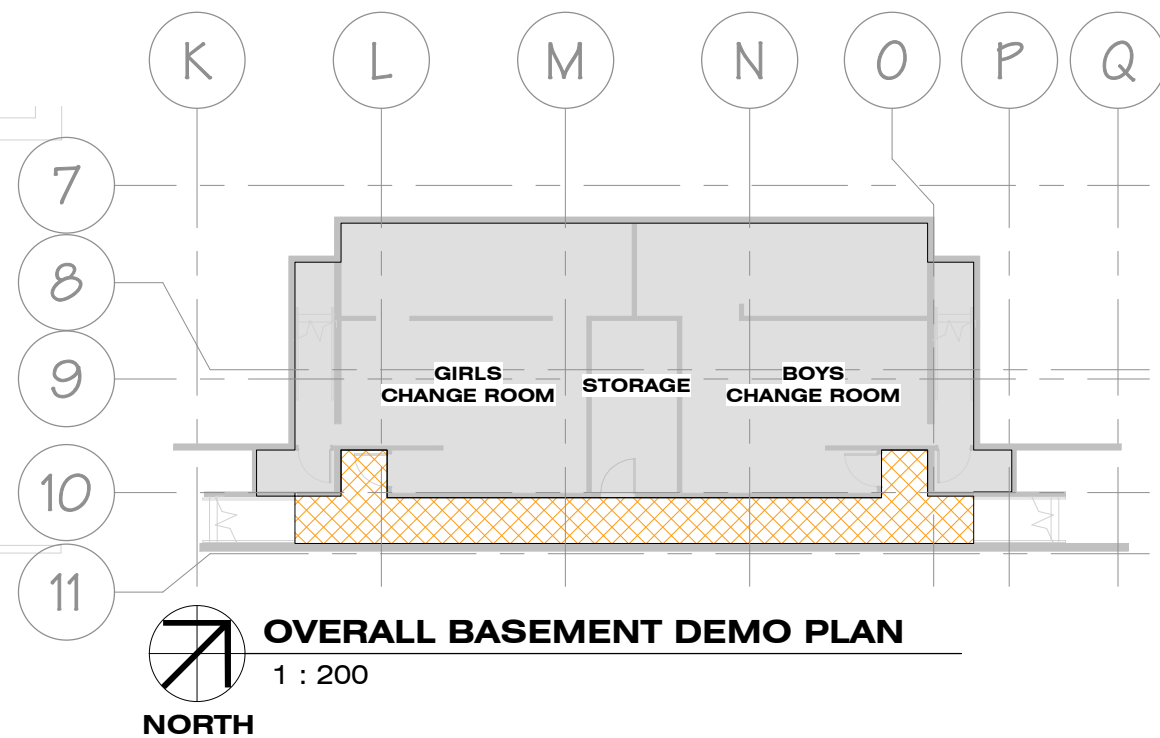 K L M N O P Q
7
8
9
10
11
GIRLS
CHANGE ROOM
STORAGE
BOYS
CHANGE ROOM
OVERALL BASEMENT DEMO PLAN
1 : 200
NORTH